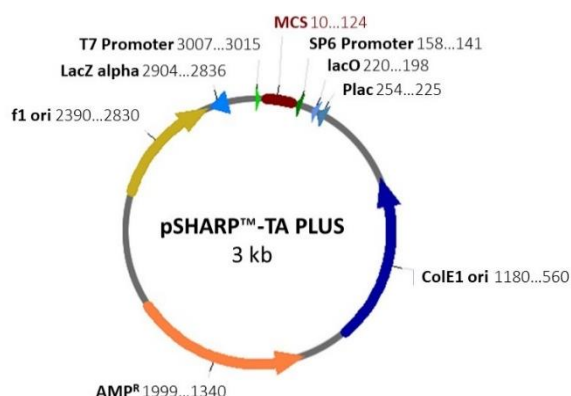 MCS 10...124
T7 Promoter 3007...3015
SP6 Promoter 158...141
LacZ alpha 2904...2836
lacO 220...198
Plac 254...225
f1 ori 2390...2830
pSHARP™-TA PLUS
3 kb
ColE1 ori 1180...560
AMPᴿ 1999...1340